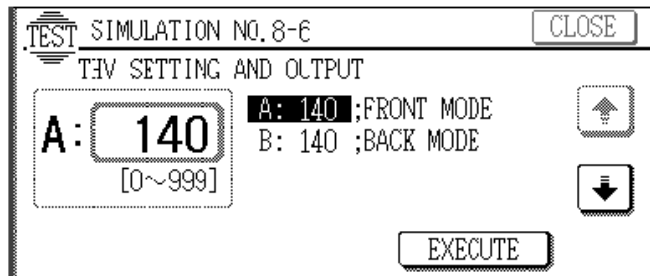 TEST SIMULATION NO.8-6 CLOSE
THV SETTING AND OUTPUT
A: 140 ;FRONT MODE
B: 140 ;BACK MODE
A: 140
[0~999]
EXECUTE